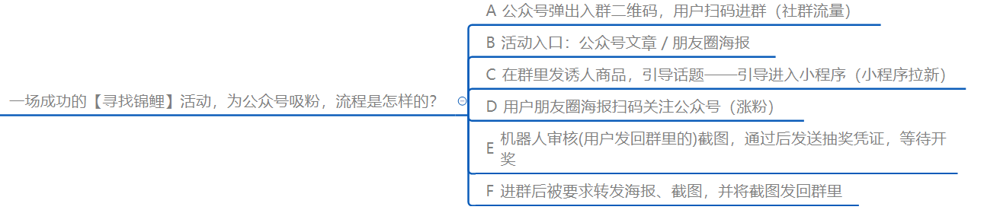 一场成功的【寻找锦鲤】活动，为公众号吸粉，流程是怎样的？
A 公众号弹出入群二维码，用户扫码进群（社群流量）
B 活动入口：公众号文章 / 朋友圈海报
C 在群里发诱人商品，引导话题——引导进入小程序（小程序拉新）
D 用户朋友圈海报扫码关注公众号（涨粉）
E 机器人审核(用户发回群里的)截图，通过后发送抽奖凭证，等待开
奖
F 进群后被要求转发海报、截图，并将截图发回群里